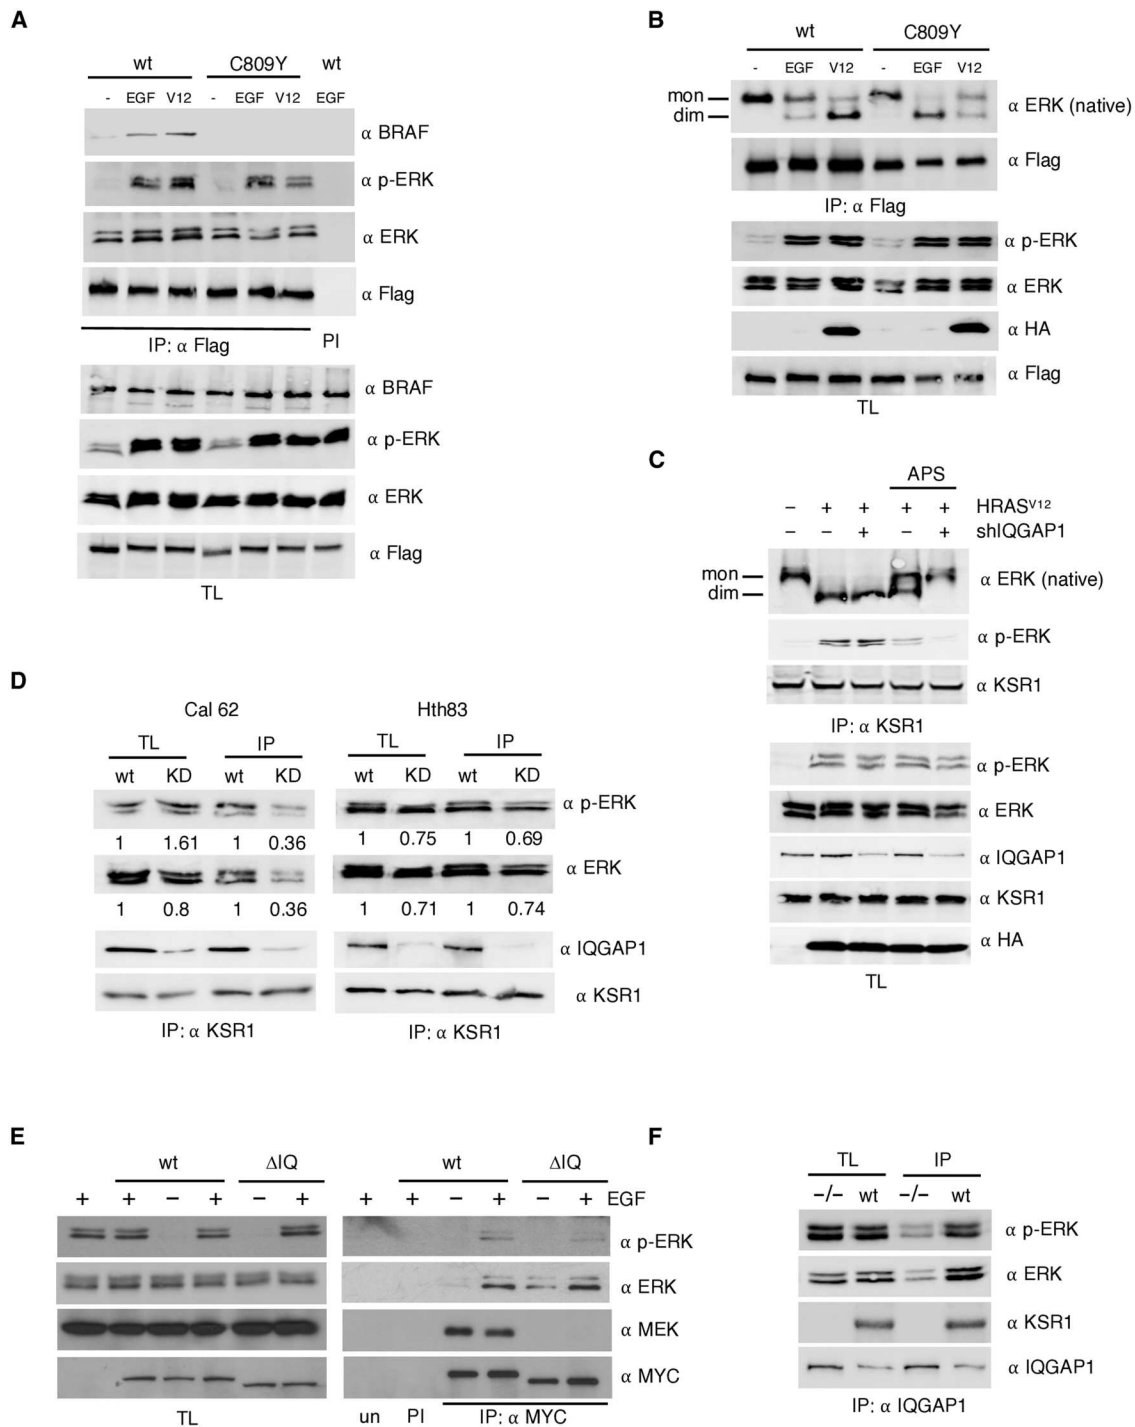 A
wt C809Y wt
- EGF V12 - EGF V12 EGF
α BRAF
α p-ERK
α ERK
α Flag
IP: α Flag PI
α BRAF
α p-ERK
α ERK
α Flag
TL
B
wt C809Y
- EGF V12 - EGF V12
mon
dim
α ERK (native)
α Flag
IP: α Flag
α p-ERK
α ERK
α HA
α Flag
TL
C
APS
– + + + + HRASV12
– – + – + shIQGAP1
mon
dim
α ERK (native)
α p-ERK
α KSR1
IP: α KSR1
α p-ERK
α ERK
α IQGAP1
α KSR1
α HA
TL
D
Cal 62 Hth83
TL IP TL IP
wt KD wt KD wt KD wt KD
α p-ERK
1 1.61 1 0.36 1 0.75 1 0.69
α ERK
1 0.8 1 0.36 1 0.71 1 0.74
α IQGAP1
α KSR1
IP: α KSR1 IP: α KSR1
E
wt ΔIQ wt ΔIQ
+ + – + – + + + – + – + EGF
α p-ERK
α ERK
α MEK
α MYC
TL un PI IP: α MYC
F
TL IP
–/– wt –/– wt
α p-ERK
α ERK
α KSR1
α IQGAP1
IP: α IQGAP1